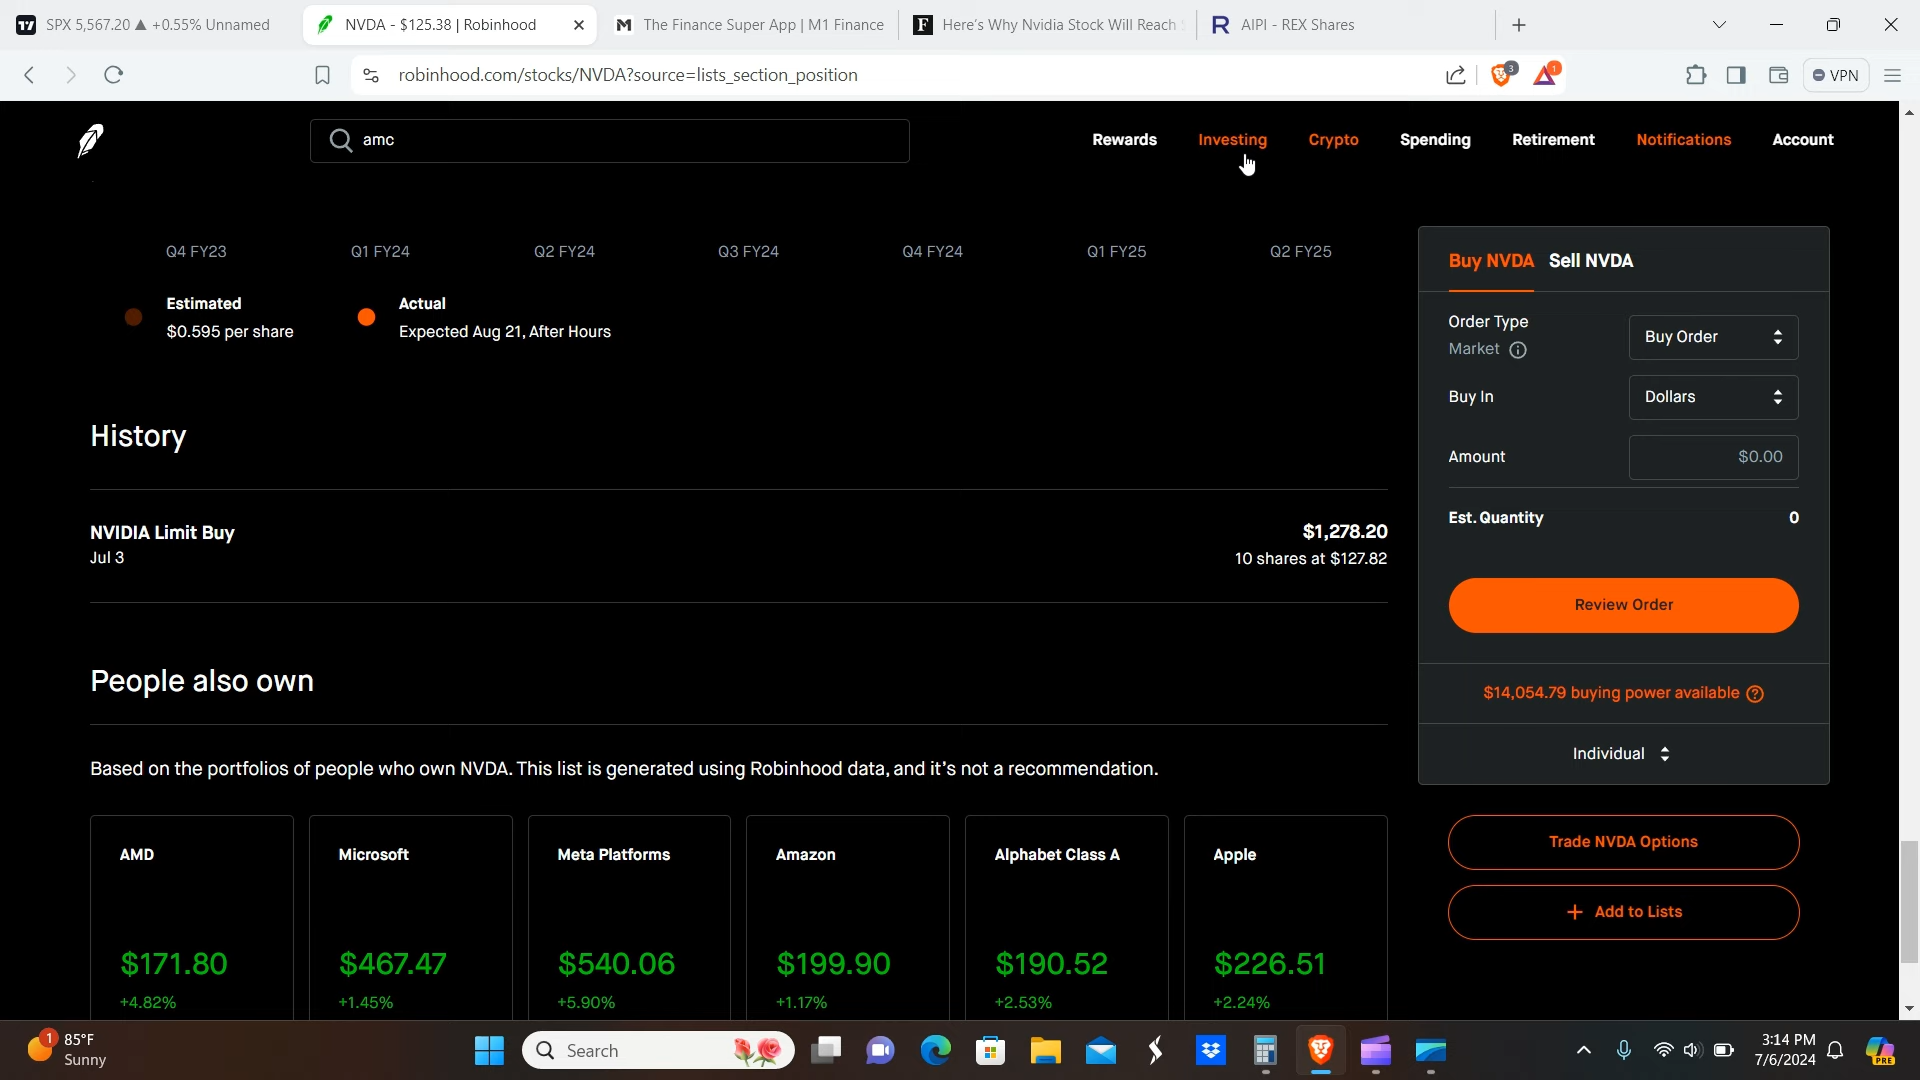 SPX 5,567.20 ▲ +0.55% Unnamed
NVDA - $125.38 | Robinhood
The Finance Super App | M1 Finance
Here's Why Nvidia Stock Will Reach
AIPI - REX Shares
robinhood.com/stocks/NVDA?source=lists_section_position
3
1
VPN
amc
Rewards
Investing
Crypto
Spending
Retirement
Notifications
Account
Q4 FY23
Q1 FY24
Q2 FY24
Q3 FY24
Q4 FY24
Q1 FY25
Q2 FY25
Estimated
$0.595 per share
Actual
Expected Aug 21, After Hours
History
NVIDIA Limit Buy
Jul 3
$1,278.20
10 shares at $127.82
People also own
Based on the portfolios of people who own NVDA. This list is generated using Robinhood data, and it's not a recommendation.
AMD
$171.80
+4.82%
Microsoft
$467.47
+1.45%
Meta Platforms
$540.06
+5.90%
Amazon
$199.90
+1.17%
Alphabet Class A
$190.52
+2.53%
Apple
$226.51
+2.24%
Buy NVDA
Sell NVDA
Order Type
Market
Buy Order
Buy In
Dollars
Amount
$0.00
Est. Quantity
0
Review Order
$14,054.79 buying power available
Individual
Trade NVDA Options
+ Add to Lists
1
85°F
Sunny
Search
3:14 PM
7/6/2024
PRE